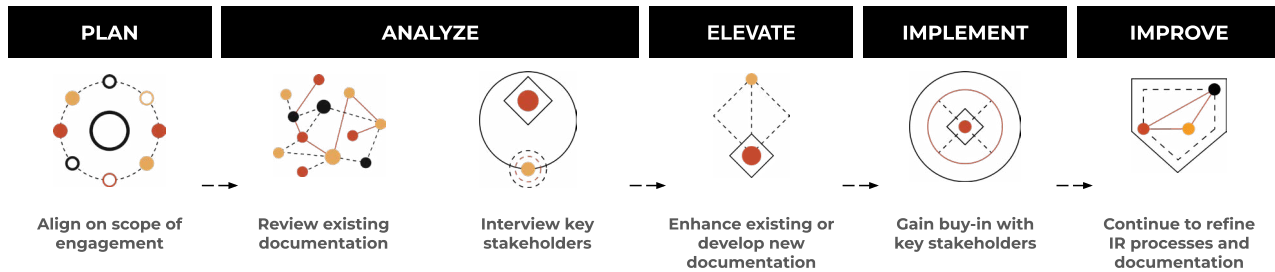 PLAN
ANALYZE
ELEVATE
IMPLEMENT
IMPROVE
Align on scope of
engagement
Review existing
documentation
Interview key
stakeholders
Enhance existing or
develop new
documentation
Gain buy-in with
key stakeholders
Continue to refine
IR processes and
documentation